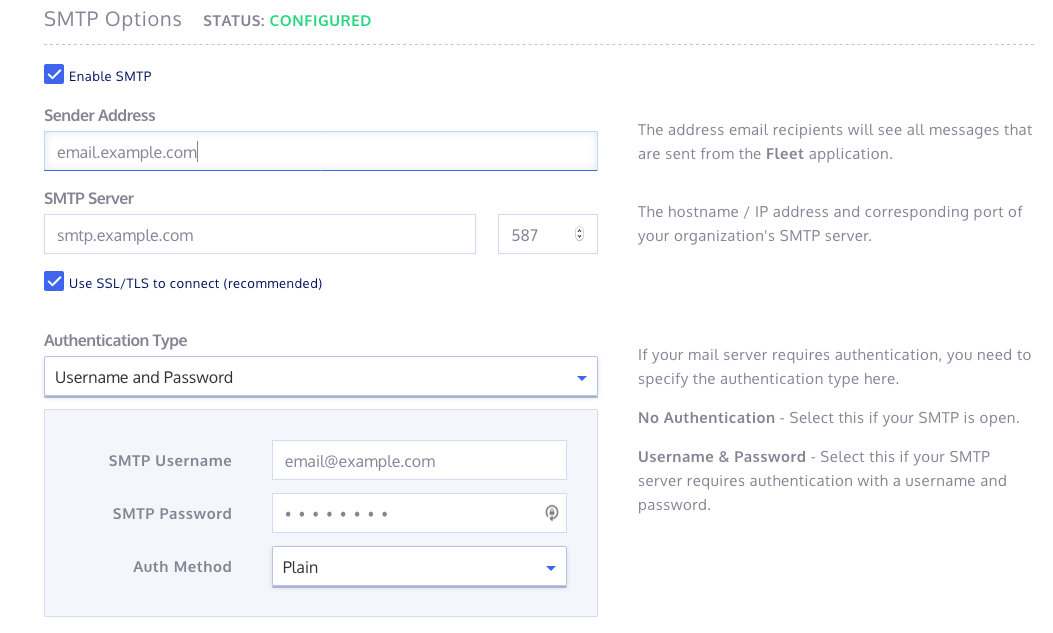 SMTP Options STATUS: CONFIGURED
Enable SMTP
Sender Address
email.example.com
The address email recipients will see all messages that
are sent from the Fleet application.
SMTP Server
smtp.example.com
587
The hostname / IP address and corresponding port of
your organization's SMTP server.
Use SSL/TLS to connect (recommended)
Authentication Type
Username and Password
If your mail server requires authentication, you need to
specify the authentication type here.
No Authentication - Select this if your SMTP is open.
Username & Password - Select this if your SMTP
server requires authentication with a username and
password.
SMTP Username
email@example.com
SMTP Password
• • • • • • • •
Auth Method
Plain